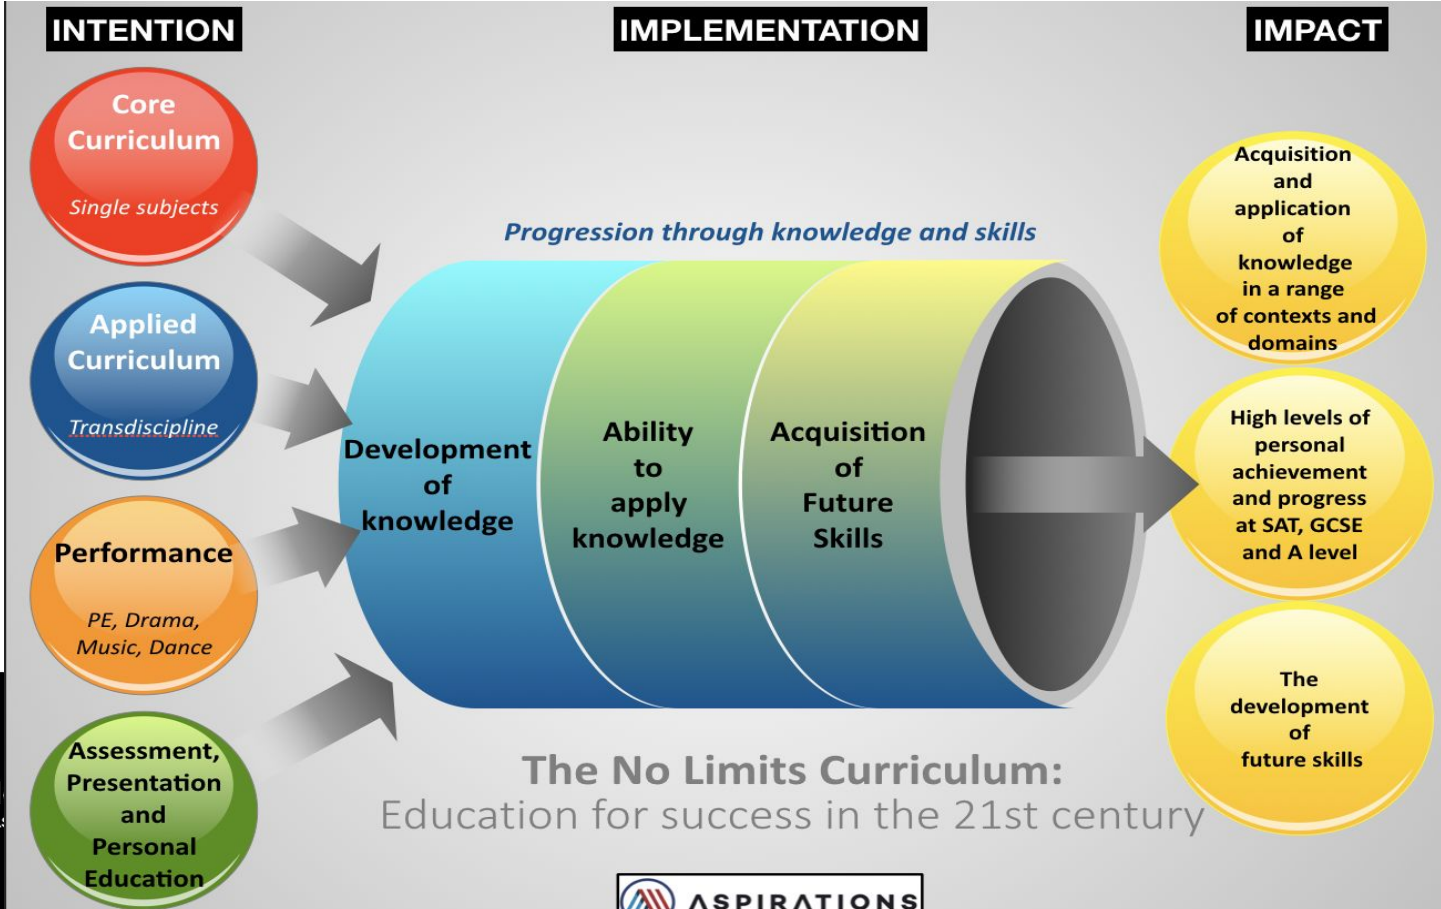 INTENTION
IMPLEMENTATION
IMPACT
Core
Curriculum
Single subjects
Applied
Curriculum
Transdiscipline
Performance
PE, Drama,
Music, Dance
Assessment,
Presentation
and
Personal
Education
Progression through knowledge and skills
Development
of
knowledge
Ability
to
apply
knowledge
Acquisition
of
Future
Skills
Acquisition
and
application
of
knowledge
in a range
of contexts and
domains
High levels of
personal
achievement
and progress
at SAT, GCSE
and A level
The
development
of
future skills
The No Limits Curriculum:
Education for success in the 21st century
ASPIRATIONS